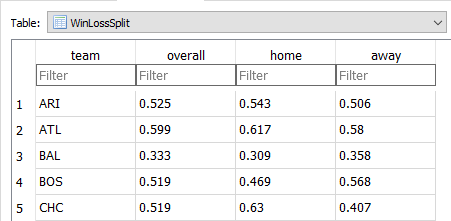 Table: WinLossSplit
team overall home away
Filter Filter Filter Filter
1 ARI 0.525 0.543 0.506
2 ATL 0.599 0.617 0.58
3 BAL 0.333 0.309 0.358
4 BOS 0.519 0.469 0.568
5 CHC 0.519 0.63 0.407